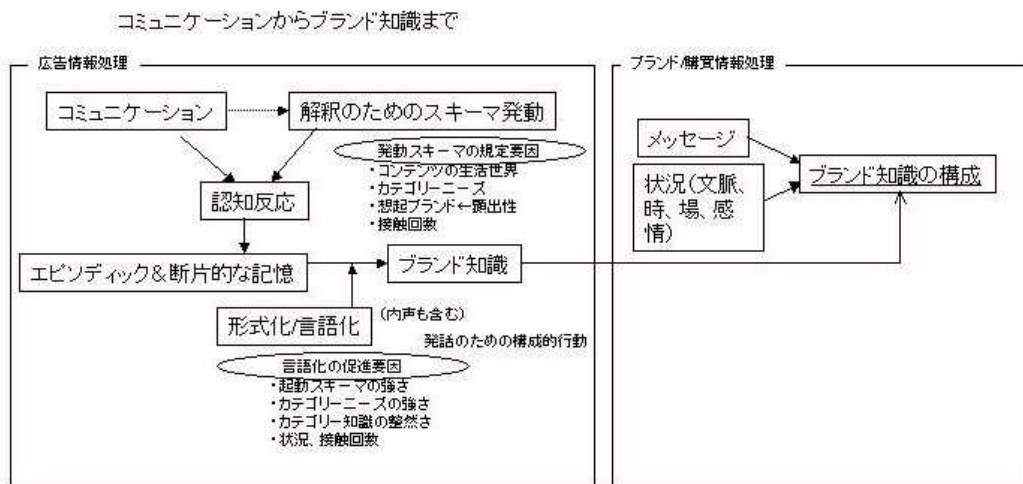 コミュニケーションからブランド知識まで
広告情報処理
コミュニケーション
解釈のためのスキーマ発動
発動スキーマの規定要因
・コンテンツの生活世界
・カテゴリーニーズ
・想起ブランド←顕出性
・接触回数
認知反応
エピソディック&断片的な記憶
ブランド知識
形式化/言語化
(内声も含む)
発話のための構成的行動
言語化の促進要因
・起動スキーマの強さ
・カテゴリーニーズの強さ
・カテゴリー知識の整然さ
・状況、接触回数
ブランド/購買情報処理
メッセージ
状況(文脈、
時、場、感
情)
ブランド知識の構成